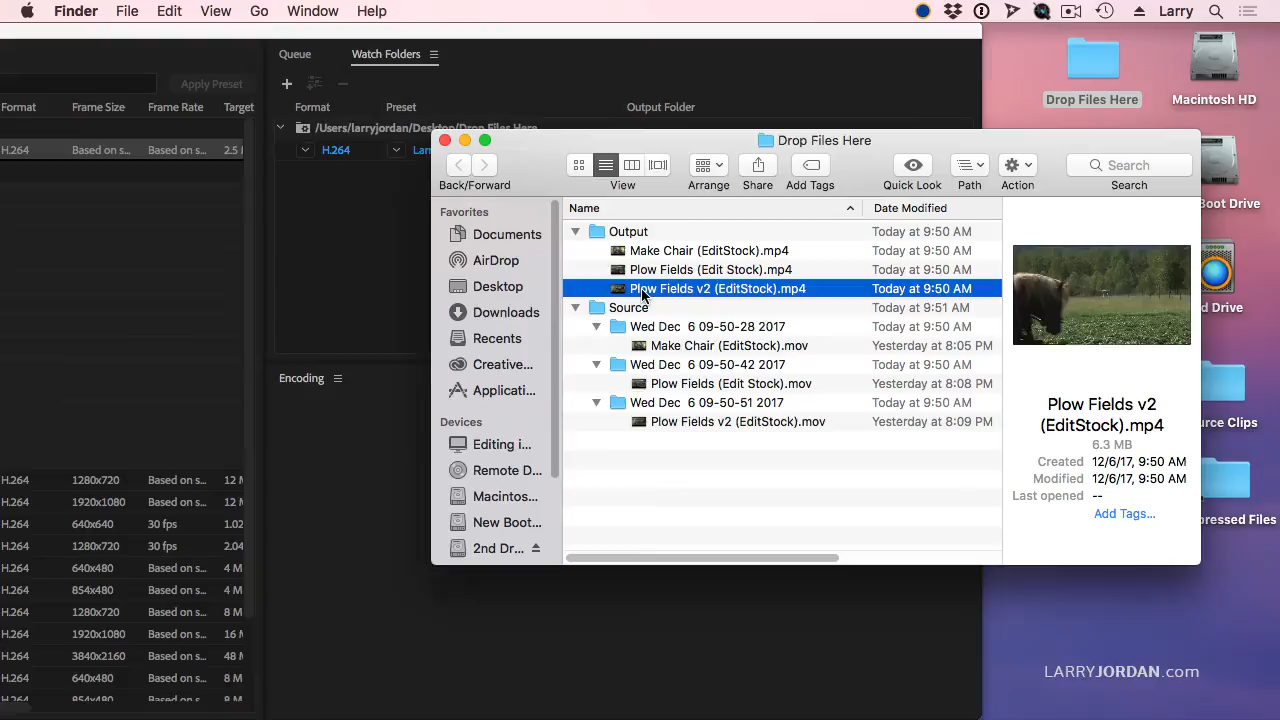 Finder File Edit View Go Window Help Larry
Queue Watch Folders
Apply Preset
Format Frame Size Frame Rate Target
Format Preset Output Folder
/Users/larryjordan/Desktop/Drop Files Here
H.264 Based on s... 2.5
H.264 Larr
Drop Files Here
Macintosh HD
Drop Files Here
Back/Forward View Arrange Share Add Tags Quick Look Path Action Search
Search
Favorites
Documents
AirDrop
Desktop
Downloads
Recents
Creative...
Applicati...
Devices
Editing i...
Remote D...
Macintos...
New Boot...
2nd Dr...
Name Date Modified
Output Today at 9:50 AM
Make Chair (EditStock).mp4 Today at 9:50 AM
Plow Fields (Edit Stock).mp4 Today at 9:50 AM
Plow Fields v2 (EditStock).mp4 Today at 9:50 AM
Source Today at 9:51 AM
Wed Dec 6 09-50-28 2017 Today at 9:50 AM
Make Chair (EditStock).mov Yesterday at 8:05 PM
Wed Dec 6 09-50-42 2017 Today at 9:50 AM
Plow Fields (Edit Stock).mov Yesterday at 8:08 PM
Wed Dec 6 09-50-51 2017 Today at 9:50 AM
Plow Fields v2 (EditStock).mov Yesterday at 8:09 PM
Plow Fields v2
(EditStock).mp4
6.3 MB
Created 12/6/17, 9:50 AM
Modified 12/6/17, 9:50 AM
Last opened --
Add Tags...
Boot Drive
d Drive
urce Clips
pressed Files
Encoding
H.264 1280x720 Based on s... 12 M
H.264 1920x1080 Based on s... 12 M
H.264 640x640 30 fps 1.02
H.264 1280x720 30 fps 2.04
H.264 640x480 Based on s... 4 M
H.264 854x480 Based on s... 4 M
H.264 1280x720 Based on s... 8 M
H.264 1920x1080 Based on s... 16 M
H.264 3840x2160 Based on s... 48 M
H.264 640x480 Based on s... 8 M
H.264 854x480 Based on s... 8 M
LARRYJORDAN.com